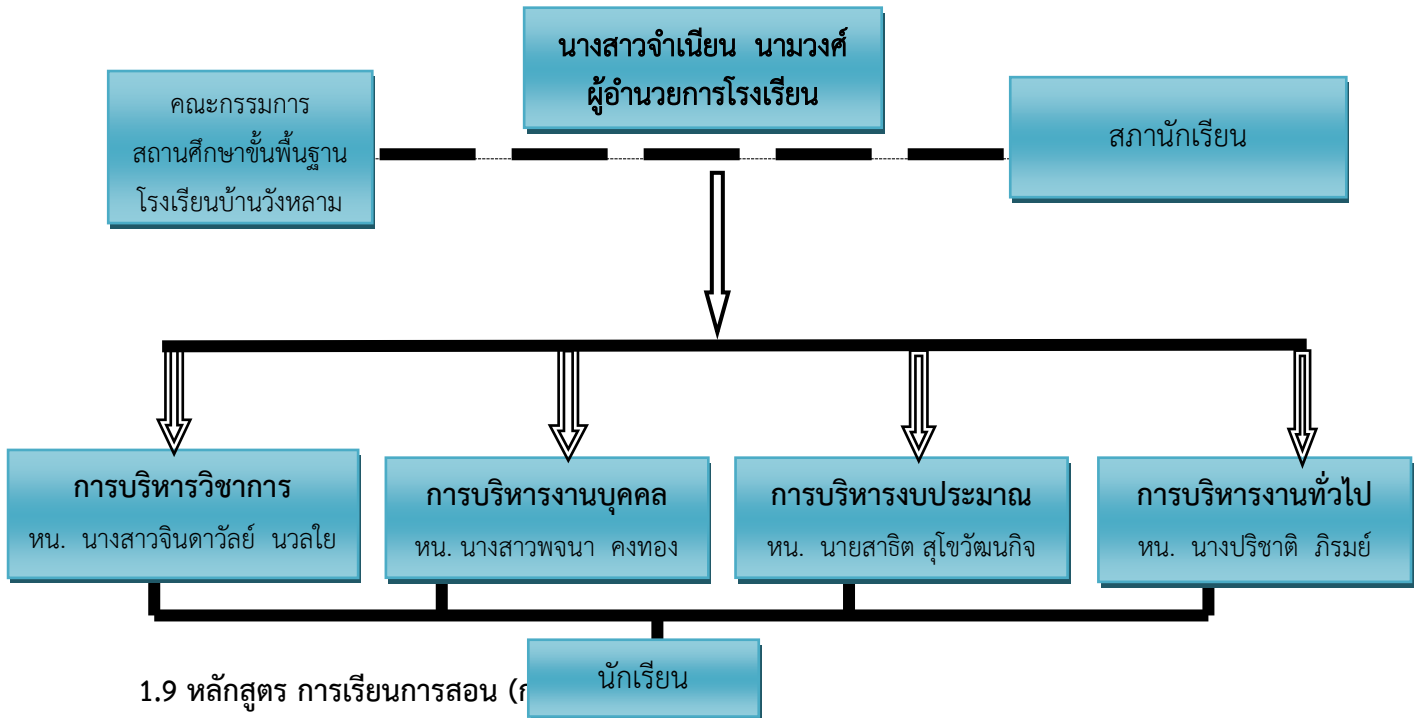 นางสาวจำเนียน นามวงศ์
ผู้อำนวยการโรงเรียน
คณะกรรมการ
สถานศึกษาขั้นพื้นฐาน
โรงเรียนบ้านวังหลาม
สภานักเรียน
การบริหารวิชาการ
หน. นางสาวจินดาวัลย์ นวลใย
การบริหารงานบุคคล
หน. นางสาวพจนา คงทอง
การบริหารงบประมาณ
หน. นายสาธิต สุโขวัฒนกิจ
การบริหารงานทั่วไป
หน. นางปริชาติ ภิรมย์
นักเรียน
1.9 หลักสูตร การเรียนการสอน (